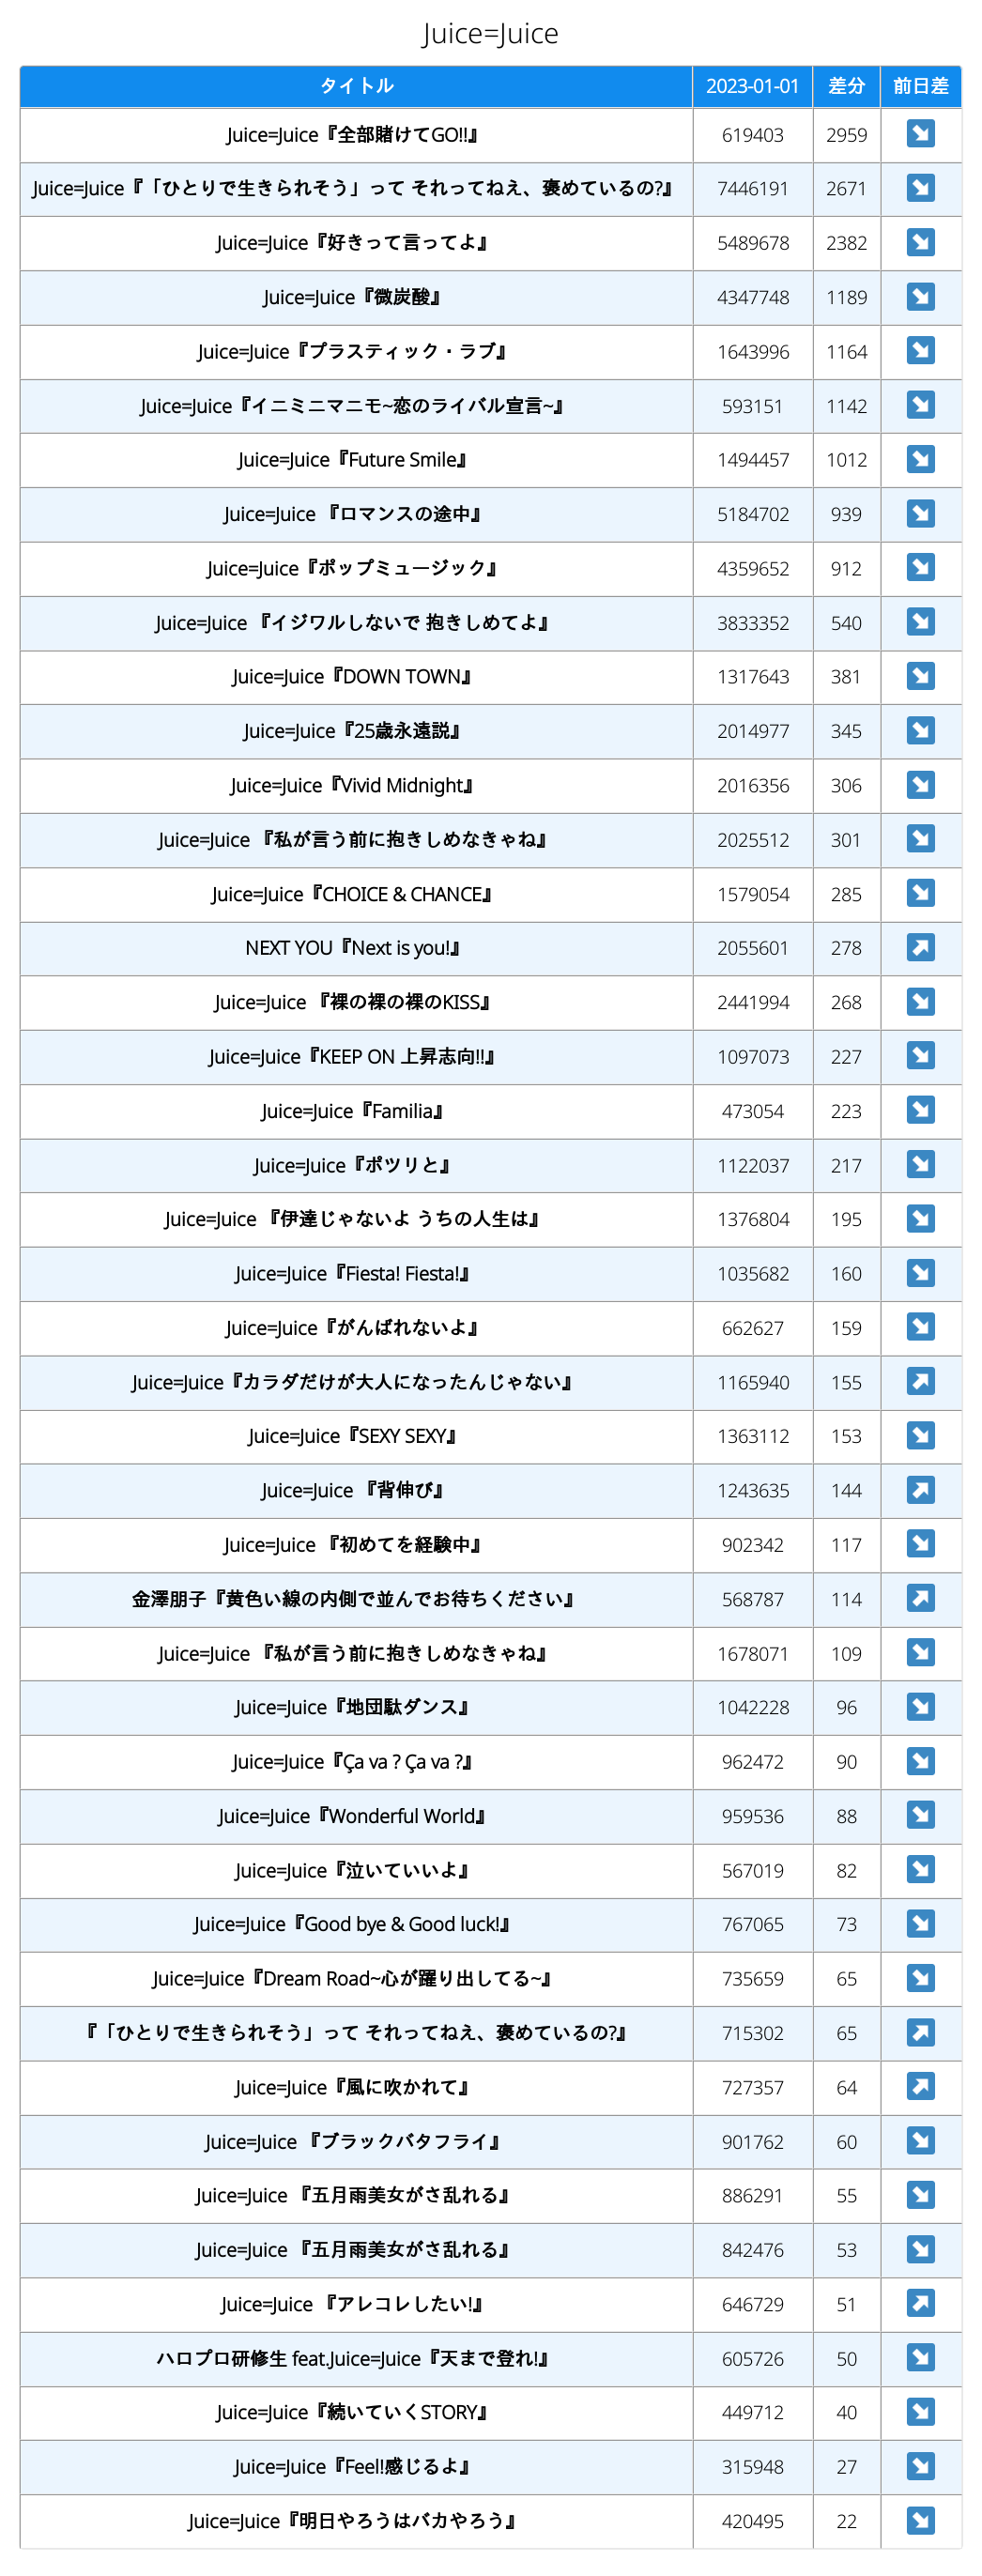 Juice=Juice
タイトル 2023-01-01 差分 前日差
Juice=Juice『全部賭けてGO!!』 619403 2959 ↘
Juice=Juice『「ひとりで生きられそう」って それってねえ、褒めているの?』 7446191 2671 ↘
Juice=Juice『好きって言ってよ』 5489678 2382 ↘
Juice=Juice『微炭酸』 4347748 1189 ↘
Juice=Juice『プラスティック・ラブ』 1643996 1164 ↘
Juice=Juice『イニミニマニモ~恋のライバル宣言~』 593151 1142 ↘
Juice=Juice『Future Smile』 1494457 1012 ↘
Juice=Juice 『ロマンスの途中』 5184702 939 ↘
Juice=Juice『ポップミュージック』 4359652 912 ↘
Juice=Juice 『イジワルしないで 抱きしめてよ』 3833352 540 ↘
Juice=Juice『DOWN TOWN』 1317643 381 ↘
Juice=Juice『25歳永遠説』 2014977 345 ↘
Juice=Juice『Vivid Midnight』 2016356 306 ↘
Juice=Juice 『私が言う前に抱きしめなきゃね』 2025512 301 ↘
Juice=Juice『CHOICE & CHANCE』 1579054 285 ↘
NEXT YOU『Next is you!』 2055601 278 ↗
Juice=Juice 『裸の裸の裸のKISS』 2441994 268 ↘
Juice=Juice『KEEP ON 上昇志向!!』 1097073 227 ↘
Juice=Juice『Familia』 473054 223 ↘
Juice=Juice『ポツリと』 1122037 217 ↘
Juice=Juice 『伊達じゃないよ うちの人生は』 1376804 195 ↘
Juice=Juice『Fiesta! Fiesta!』 1035682 160 ↘
Juice=Juice『がんばれないよ』 662627 159 ↘
Juice=Juice『カラダだけが大人になったんじゃない』 1165940 155 ↗
Juice=Juice『SEXY SEXY』 1363112 153 ↘
Juice=Juice 『背伸び』 1243635 144 ↗
Juice=Juice 『初めてを経験中』 902342 117 ↘
金澤朋子『黄色い線の内側で並んでお待ちください』 568787 114 ↗
Juice=Juice 『私が言う前に抱きしめなきゃね』 1678071 109 ↘
Juice=Juice『地団駄ダンス』 1042228 96 ↘
Juice=Juice『Ça va ? Ça va ?』 962472 90 ↘
Juice=Juice『Wonderful World』 959536 88 ↘
Juice=Juice『泣いていいよ』 567019 82 ↘
Juice=Juice『Good bye & Good luck!』 767065 73 ↘
Juice=Juice『Dream Road~心が躍り出してる~』 735659 65 ↘
『「ひとりで生きられそう」って それってねえ、褒めているの?』 715302 65 ↗
Juice=Juice『風に吹かれて』 727357 64 ↗
Juice=Juice 『ブラックバタフライ』 901762 60 ↘
Juice=Juice 『五月雨美女がさ乱れる』 886291 55 ↘
Juice=Juice 『五月雨美女がさ乱れる』 842476 53 ↘
Juice=Juice 『アレコレしたい!』 646729 51 ↗
ハロプロ研修生 feat.Juice=Juice『天まで登れ!』 605726 50 ↘
Juice=Juice『続いていくSTORY』 449712 40 ↘
Juice=Juice『Feel!感じるよ』 315948 27 ↘
Juice=Juice『明日やろうはバカやろう』 420495 22 ↘